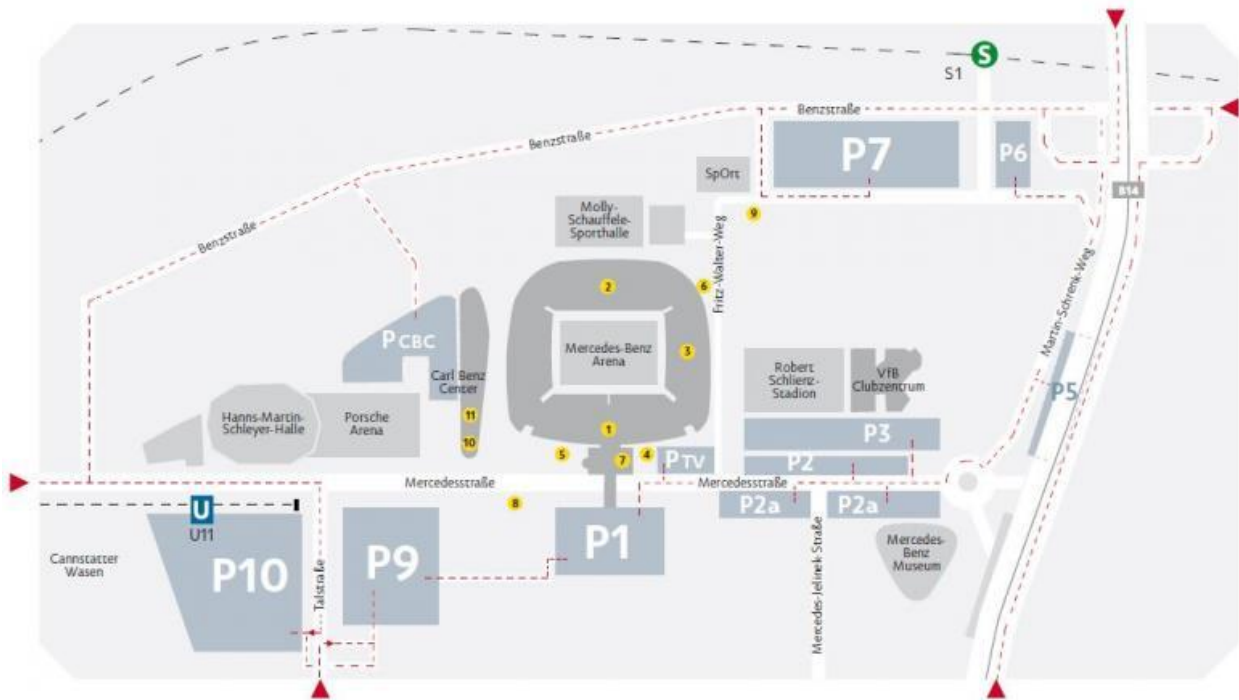 S
S1
Benzstraße
Benzstraße
Benzstraße
P7
P6
B14
SpOrt
Molly-
Schauffele-
Sporthalle
9
Fritz-Walter-Weg
Martin-Schrenk-Weg
2
6
3
Mercedes-Benz
Arena
P CBC
Carl Benz
Center
11
10
Hanns-Martin-
Schleyer-Halle
Porsche
Arena
Robert
Schlienz-
Stadion
VfB
Clubzentrum
P5
1
5
7
4
P TV
P3
P2
Mercedesstraße
Mercedesstraße
8
P2a
P2a
U
U11
Cannstatter
Wasen
P10
P9
P1
Talstraße
Mercedes-Jelinek-Straße
Mercedes-
Benz
Museum